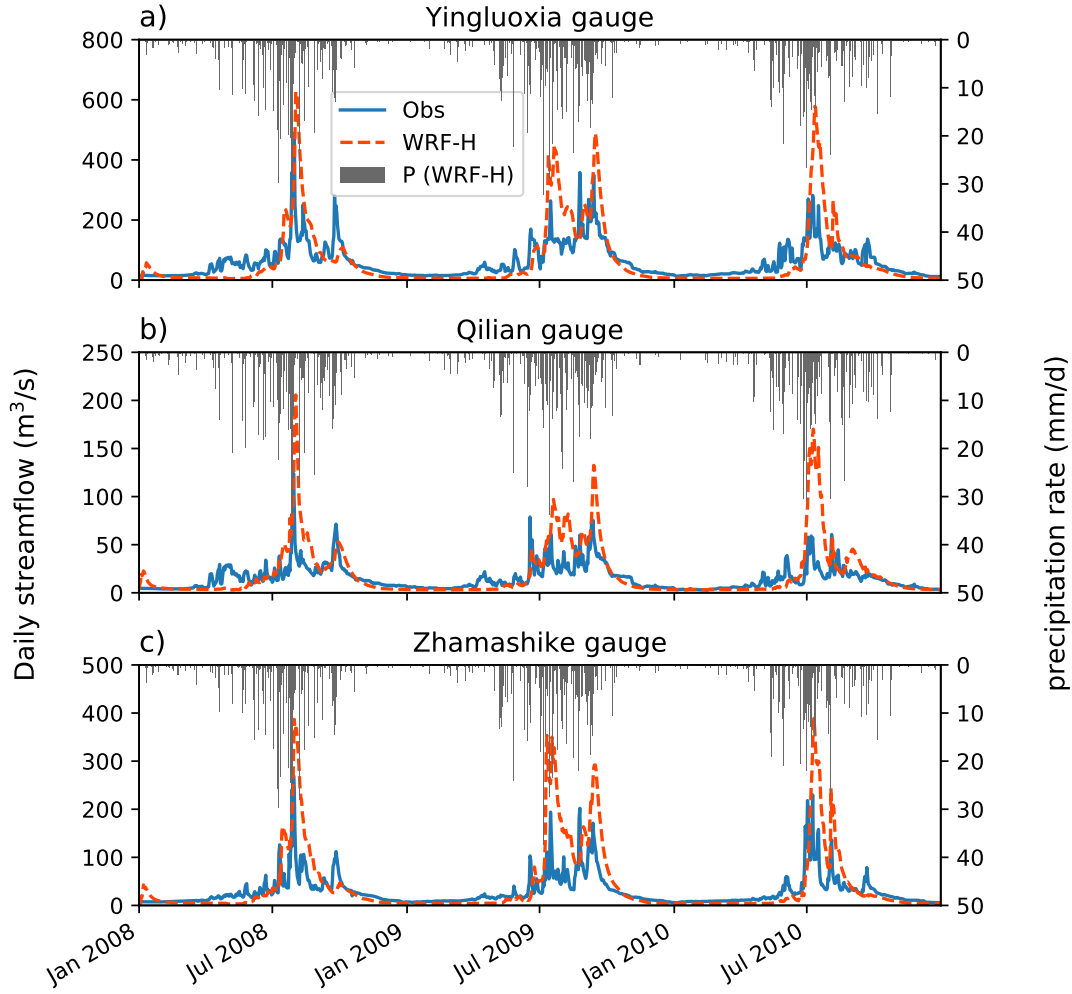 a) Yingluoxia gauge
800 0
600 10
400 20
30
200 40
0 50
Obs
WRF-H
P (WRF-H)
b) Qilian gauge
250 0
200 10
150 20
100 30
50 40
0 50
c) Zhamashike gauge
500 0
400 10
300 20
200 30
100 40
0 50
Jan 2008 Jul 2008 Jan 2009 Jul 2009 Jan 2010 Jul 2010
Daily streamflow (m³/s)
precipitation rate (mm/d)